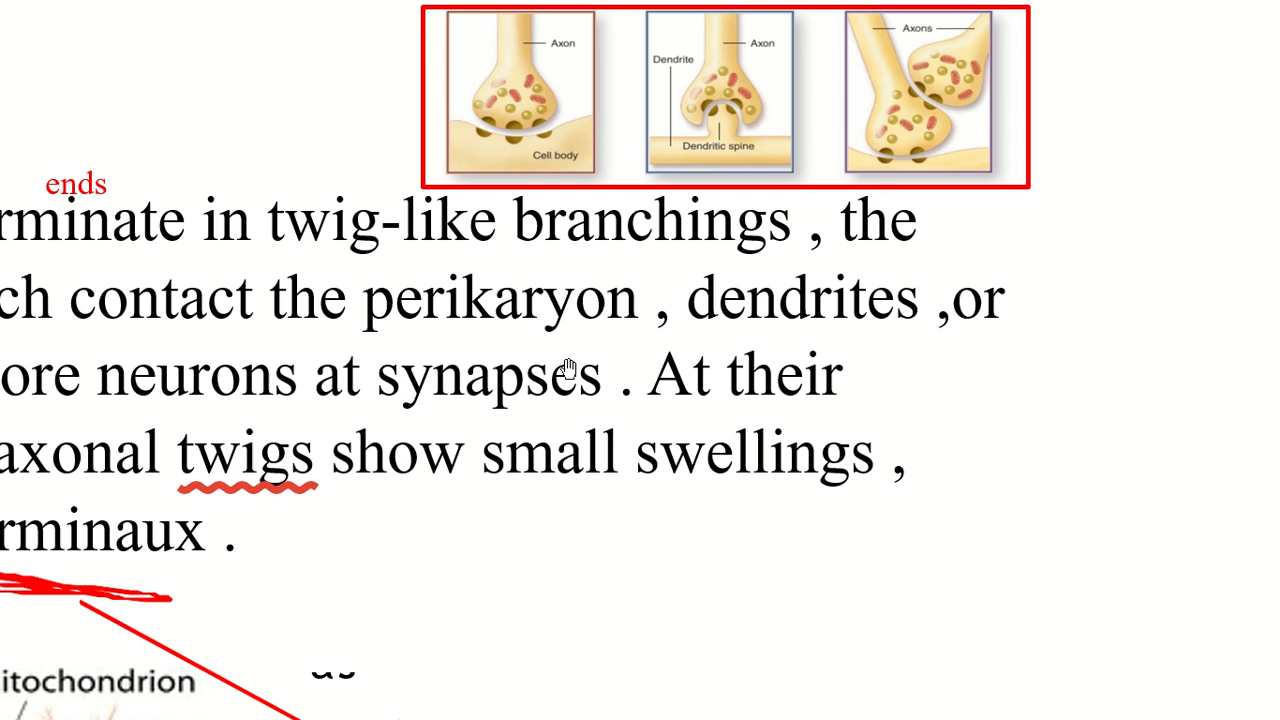 Axon
Cell body
Axon
Dendrite
Dendritic spine
Axons
ends
rminate in twig-like branchings , the
ch contact the perikaryon , dendrites ,or
ore neurons at synapses . At their
axonal twigs show small swellings ,
rminaux .
itochondrion